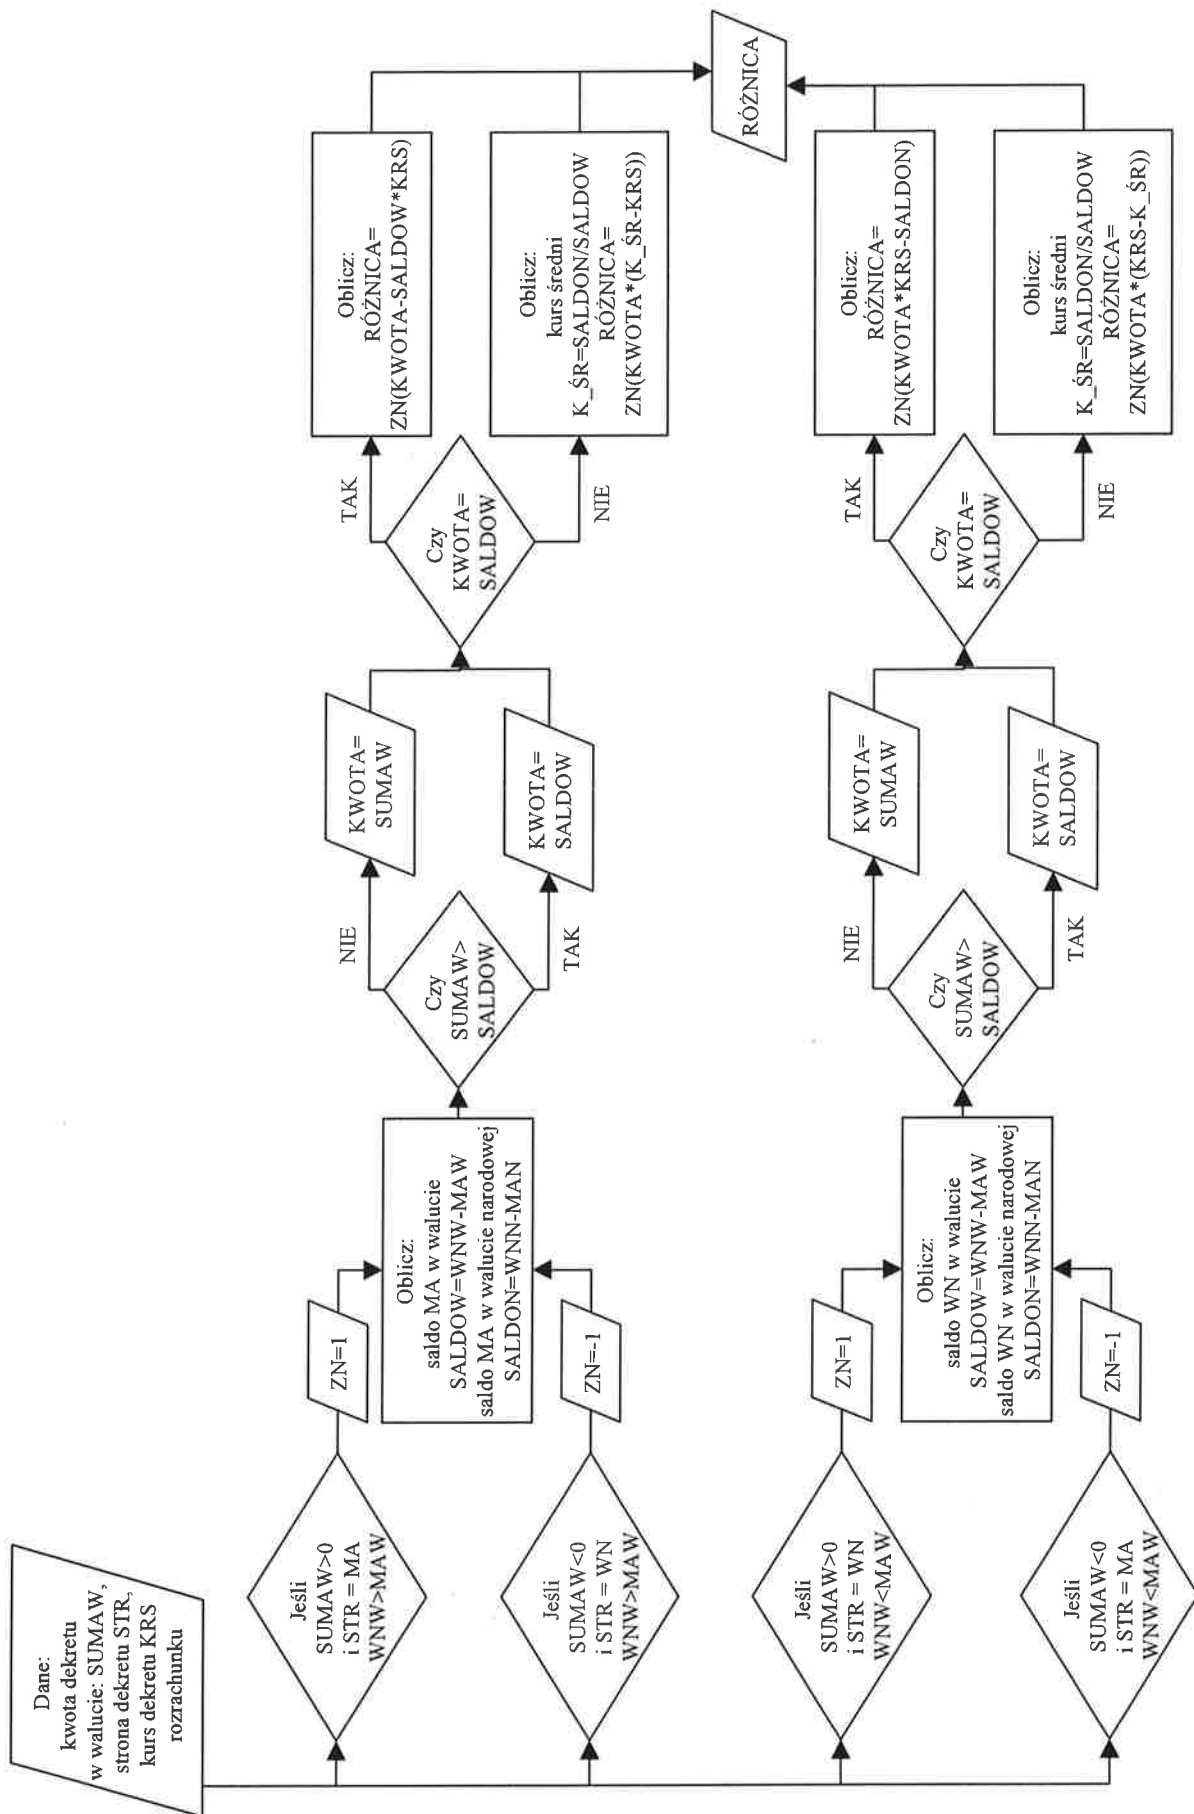 Dane:
kwota dekretu
w walucie: SUMAW,
strona dekretu STR,
kurs dekretu KRS
rozrachunku
Jeśli
SUMAW>0
i STR = MA
WNW>MAW
Jeśli
SUMAW<0
i STR = WN
WNW>MAW
Jeśli
SUMAW>0
i STR = WN
WNW<MAW
Jeśli
SUMAW<0
i STR = MA
WNW<MAW
ZN=1
ZN=-1
ZN=1
ZN=-1
Oblicz:
saldo MA w walucie
SALDOW=WNW-MAW
saldo MA w walucie narodowej
SALDON=WNN-MAN
Oblicz:
saldo WN w walucie
SALDOW=WNW-MAW
saldo WN w walucie narodowej
SALDON=WNN-MAN
Czy
SUMAW>
SALDOW
NIE
TAK
Czy
SUMAW>
SALDOW
NIE
TAK
KWOTA=
SUMAW
KWOTA=
SALDOW
KWOTA=
SUMAW
KWOTA=
SALDOW
Czy
KWOTA=
SALDOW
TAK
NIE
Czy
KWOTA=
SALDOW
TAK
NIE
Oblicz:
RÓŻNICA=
ZN(KWOTA-SALDOW*KRS)
Oblicz:
kurs średni
K_ŚR=SALDON/SALDOW
RÓŻNICA=
ZN(KWOTA*(K_ŚR-KRS))
Oblicz:
RÓŻNICA=
ZN(KWOTA*KRS-SALDON)
Oblicz:
kurs średni
K_ŚR=SALDON/SALDOW
RÓŻNICA=
ZN(KWOTA*(KRS-K_ŚR))
RÓŻNICA